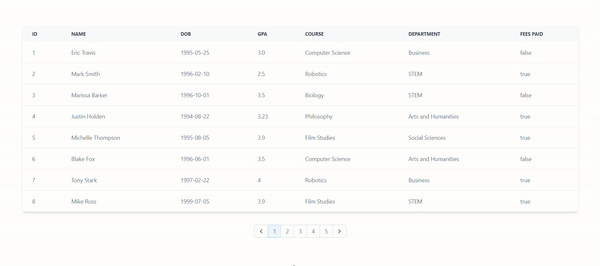 ID NAME DOB GPA COURSE DEPARTMENT FEES PAID
1 Eric Travis 1995-05-25 3.0 Computer Science Business false
2 Mark Smith 1996-02-10 2.5 Robotics STEM true
3 Marissa Barker 1996-10-01 3.5 Biology STEM false
4 Justin Holden 1994-08-22 3.23 Philosophy Arts and Humanities true
5 Michelle Thompson 1995-08-05 3.9 Film Studies Social Sciences true
6 Blake Fox 1996-06-01 3.5 Computer Science Arts and Humanities false
7 Tony Stark 1997-02-22 4 Robotics Business true
8 Mike Ross 1999-07-05 3.9 Film Studies STEM true
‹ 1 2 3 4 5 ›